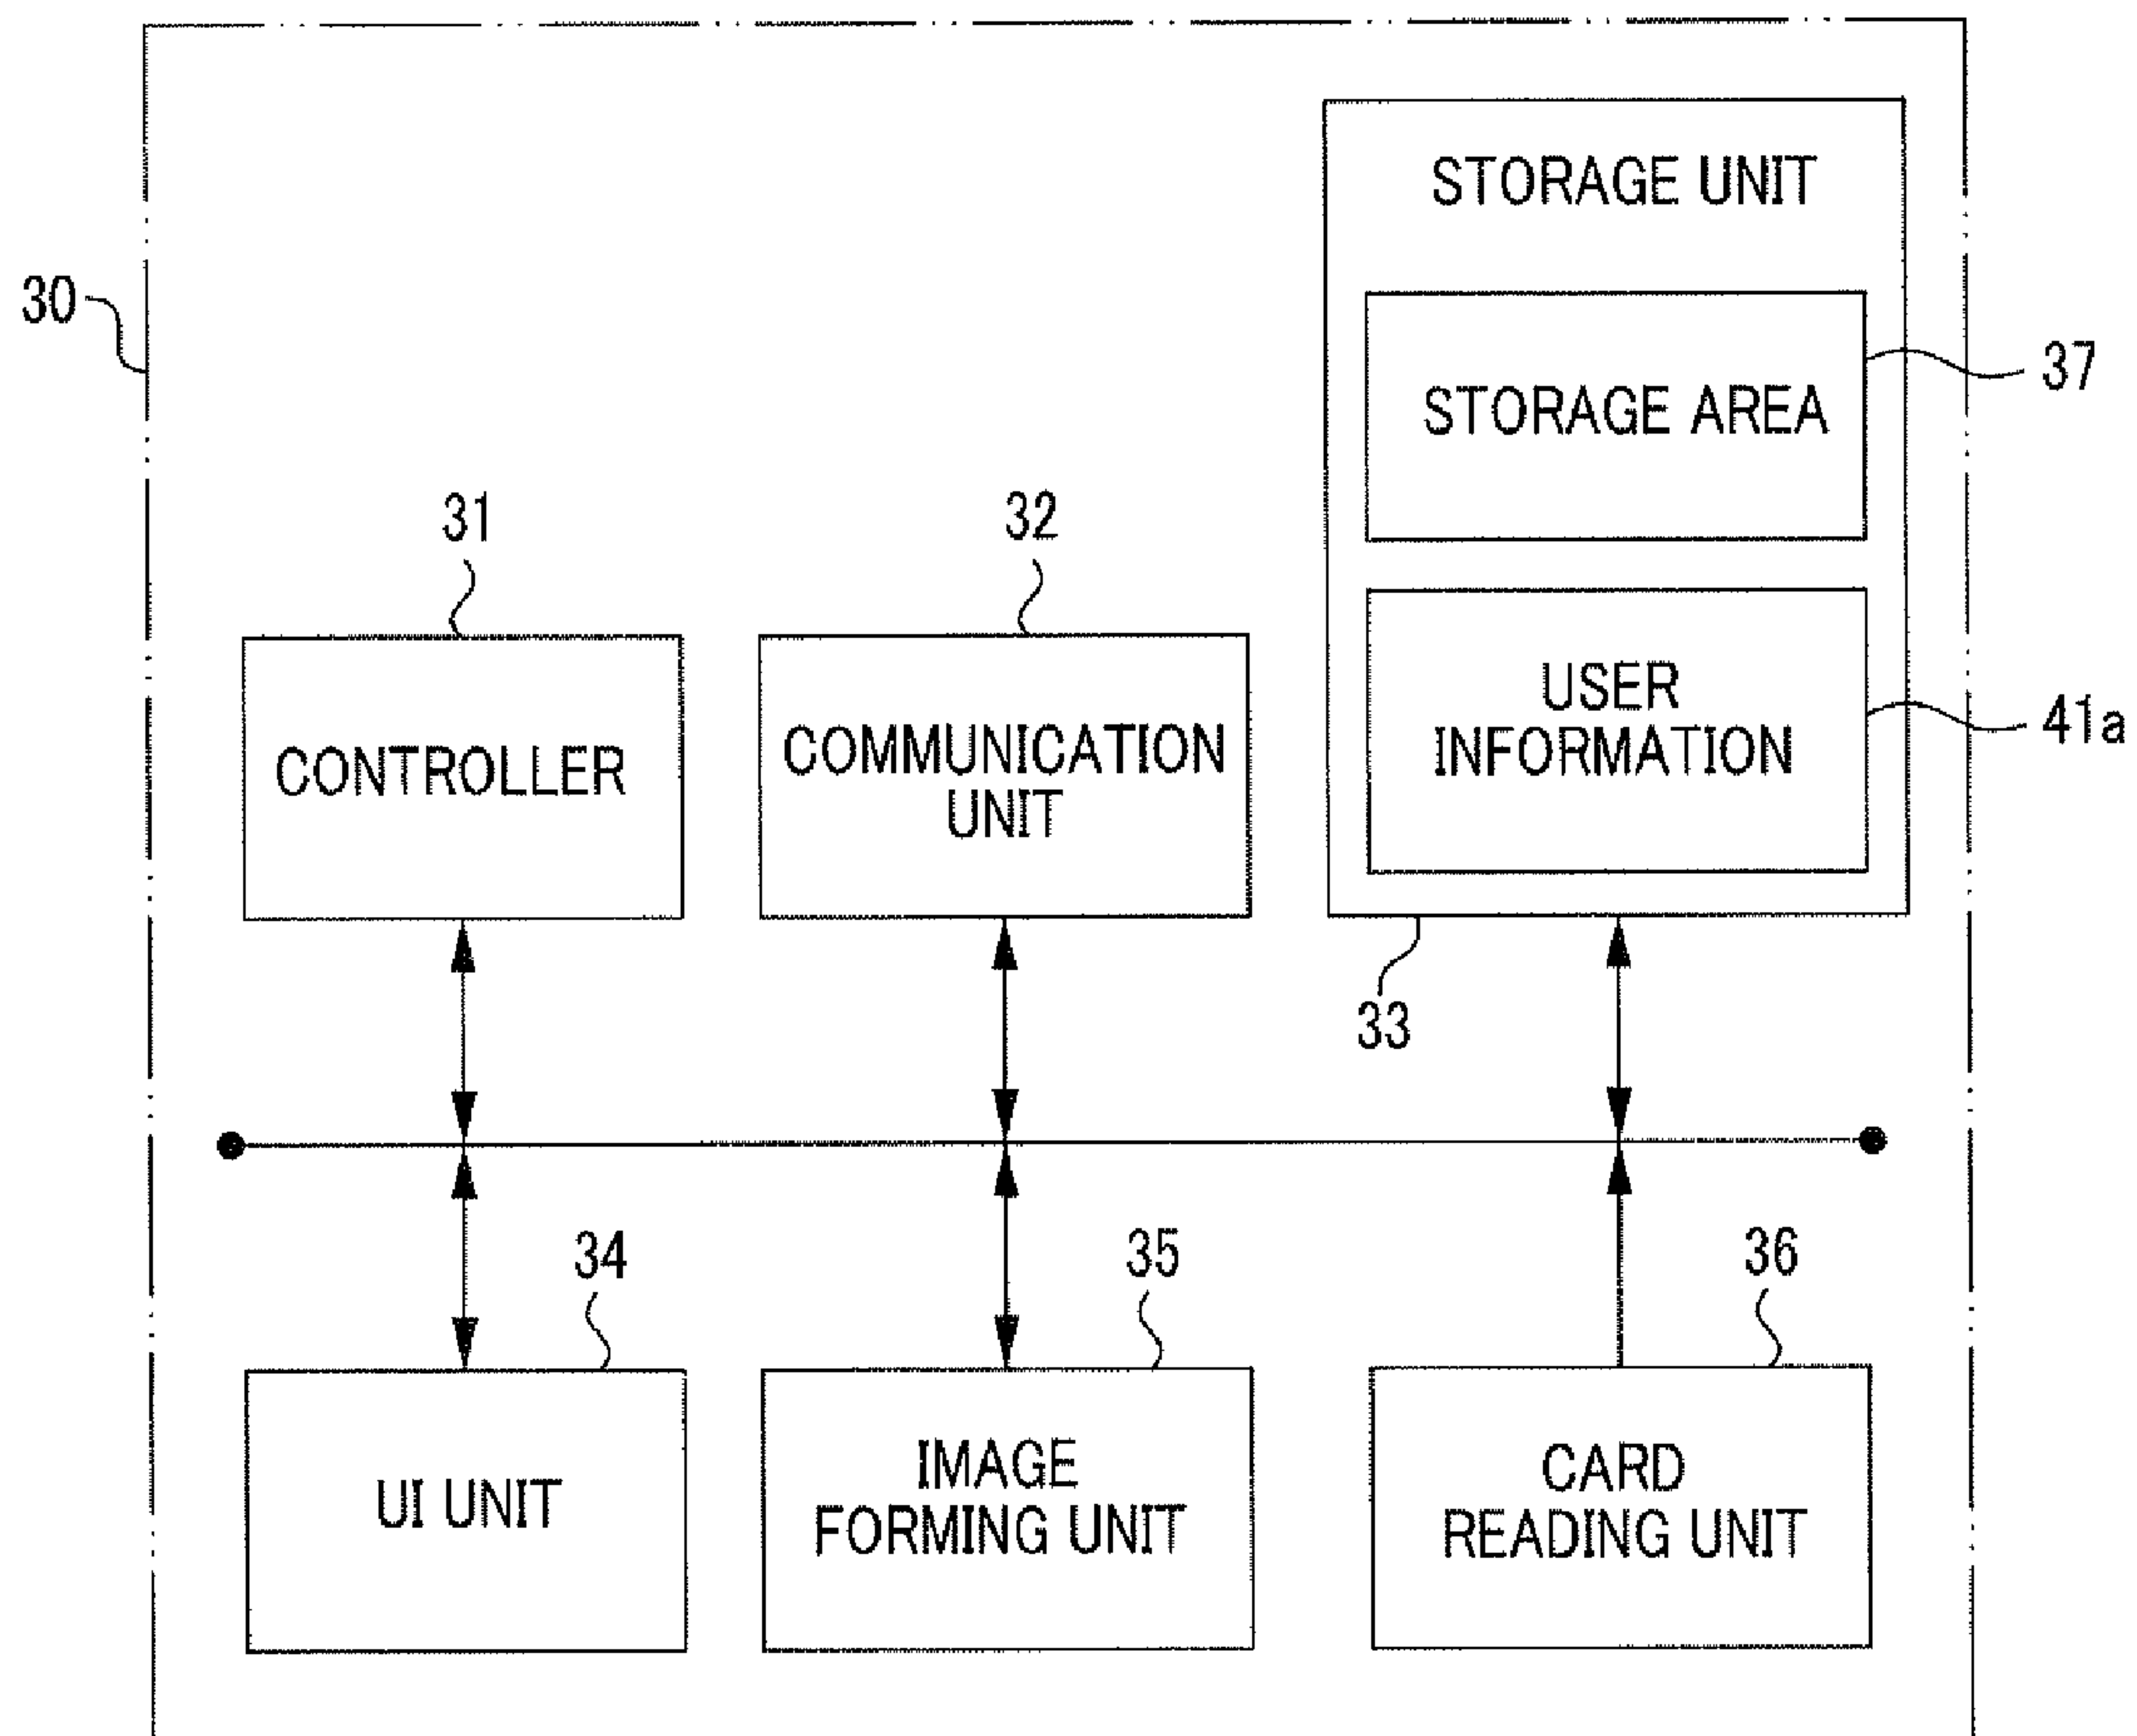 STORAGE UNIT
30
STORAGE AREA
37
31
32
CONTROLLER
COMMUNICATION
UNIT
USER
INFORMATION
41a
33
34
35
36
UI UNIT
IMAGE
FORMING UNIT
CARD
READING UNIT